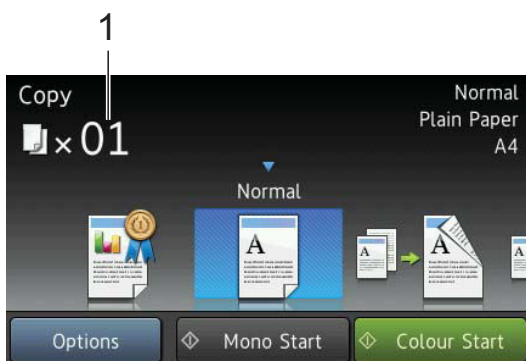 1
Copy
Normal
×01
Plain Paper
A4
Normal
A
A
A
Options
Mono Start
Colour Start